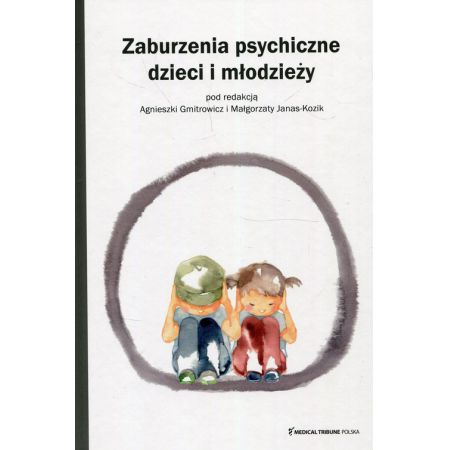 Zaburzenia psychiczne
dzieci i młodzieży
pod redakcją
Agnieszki Gmitrowicz i Małgorzaty Janas-Kozik
MEDICAL TRIBUNE POLSKA